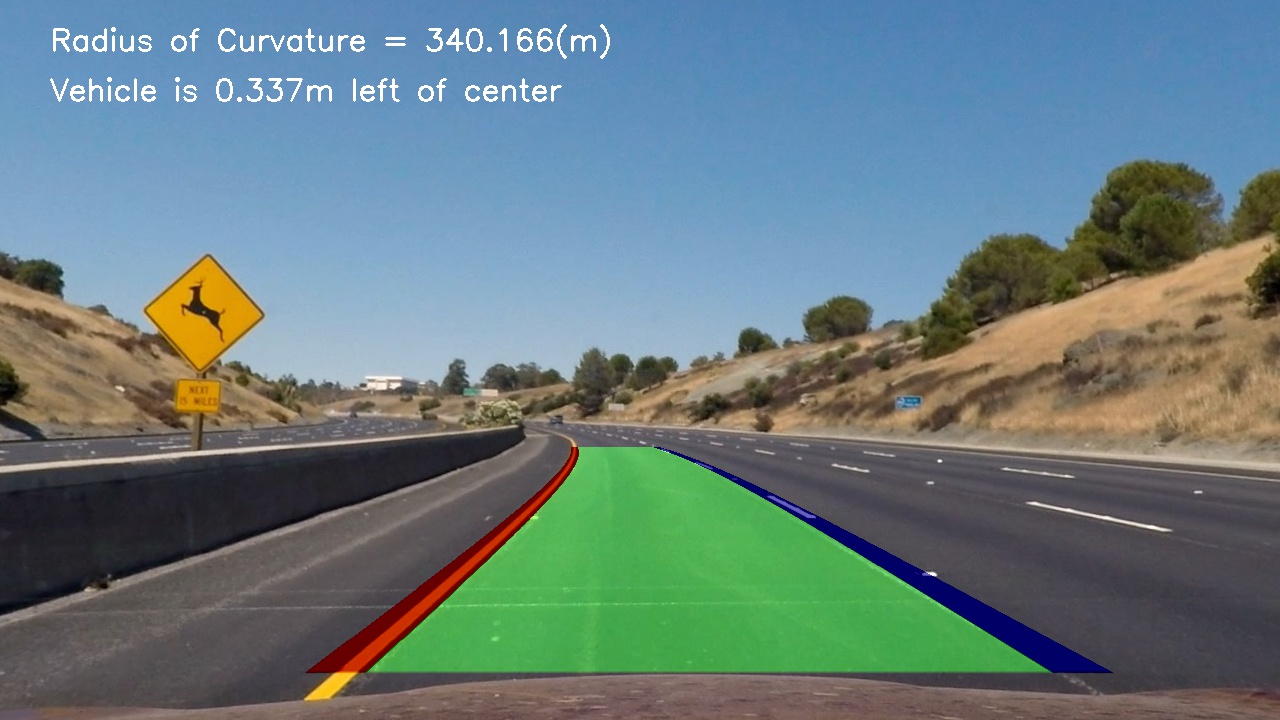 Radius of Curvature = 340.166(m)
Vehicle is 0.337m left of center
NEXT
15 MILES